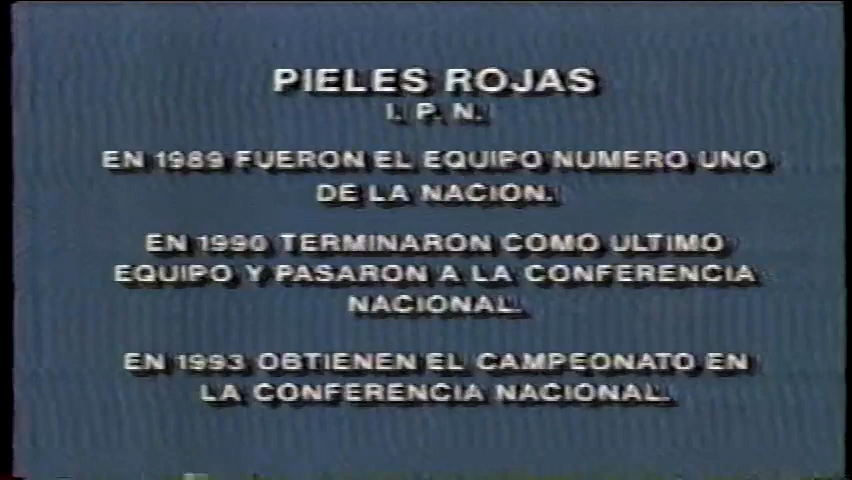 PIELES ROJAS
I. P. N.
EN 1989 FUERON EL EQUIPO NUMERO UNO
DE LA NACION.
EN 1990 TERMINARON COMO ULTIMO
EQUIPO Y PASARON A LA CONFERENCIA
NACIONAL.
EN 1993 OBTIENEN EL CAMPEONATO EN
LA CONFERENCIA NACIONAL.